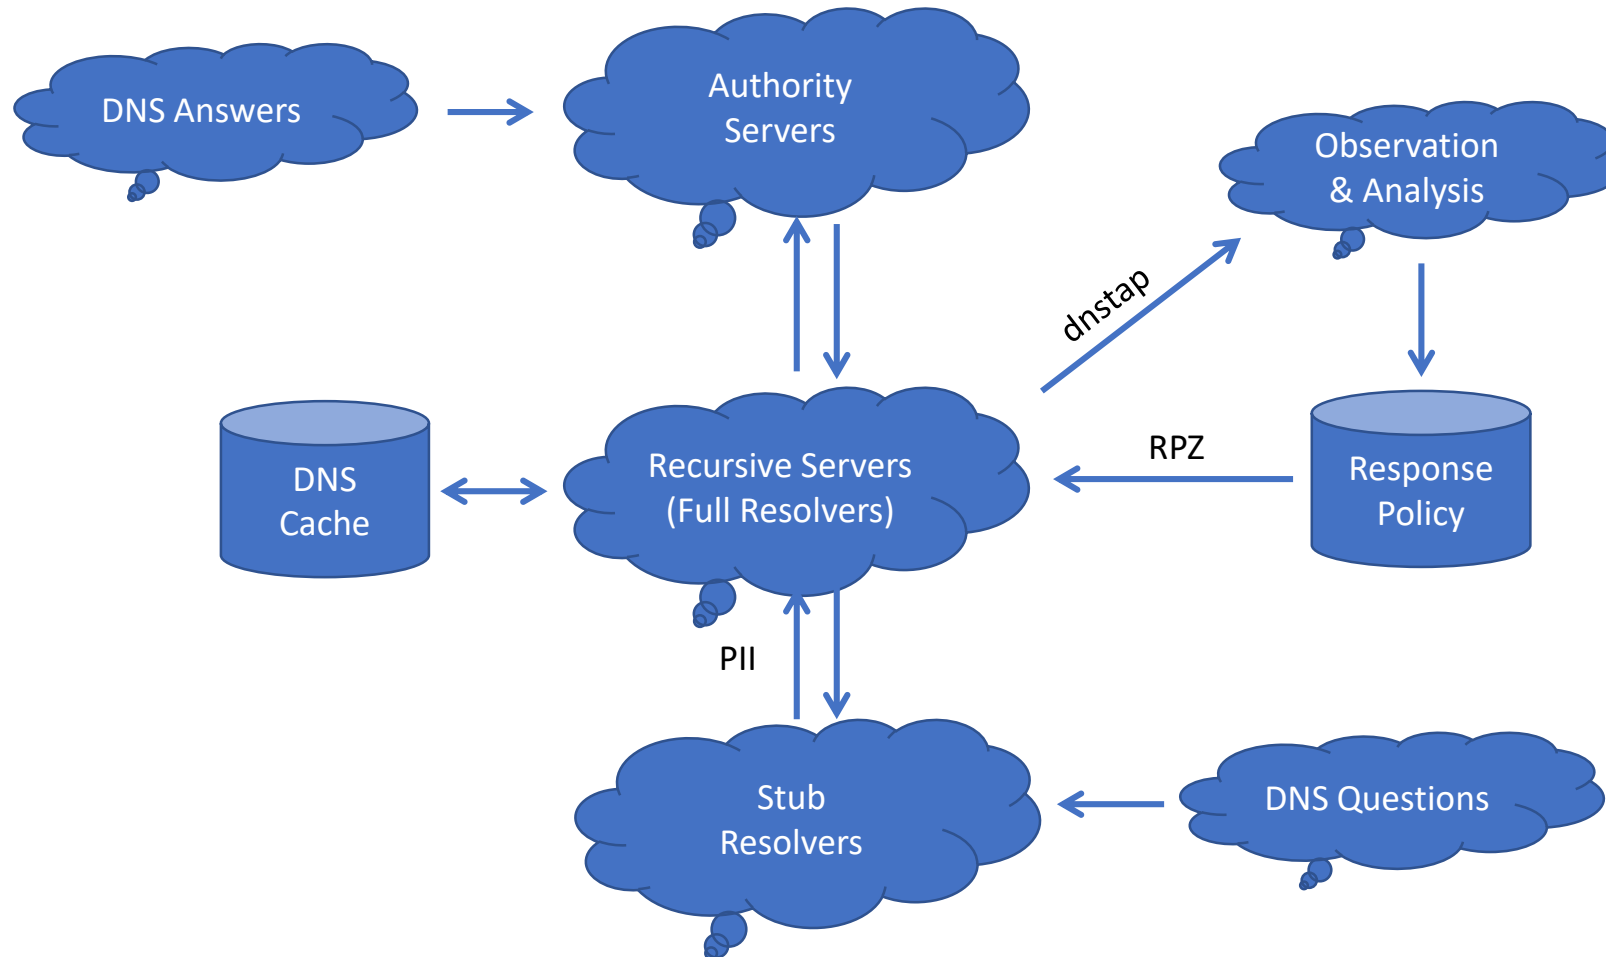 DNS Answers
Authority
Servers
Observation
& Analysis
dnstap
DNS
Cache
Recursive Servers
(Full Resolvers)
RPZ
Response
Policy
PII
Stub
Resolvers
DNS Questions